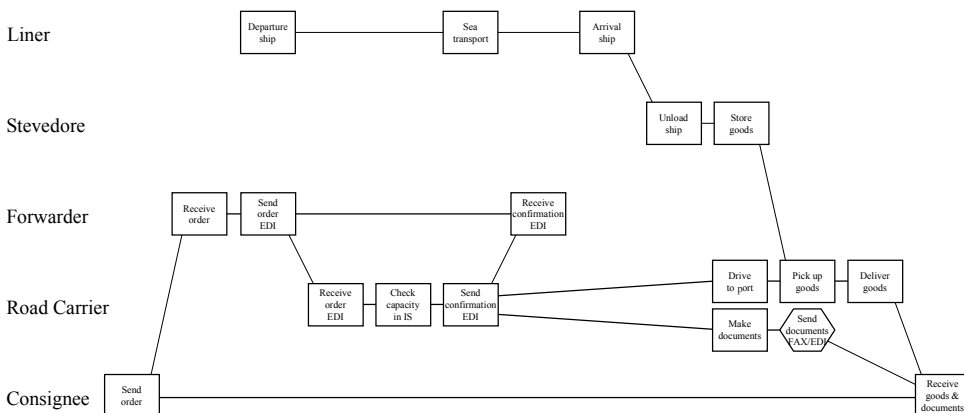 Liner
Departure
ship
Sea
transport
Arrival
ship
Stevedore
Unload
ship
Store
goods
Forwarder
Receive
order
Send
order
EDI
Receive
confirmation
EDI
Road Carrier
Receive
order
EDI
Check
capacity
in IS
Send
confirmation
EDI
Drive
to port
Pick up
goods
Deliver
goods
Make
documents
Send
documents
FAX/EDI
Consignee
Send
order
Receive
goods &
documents